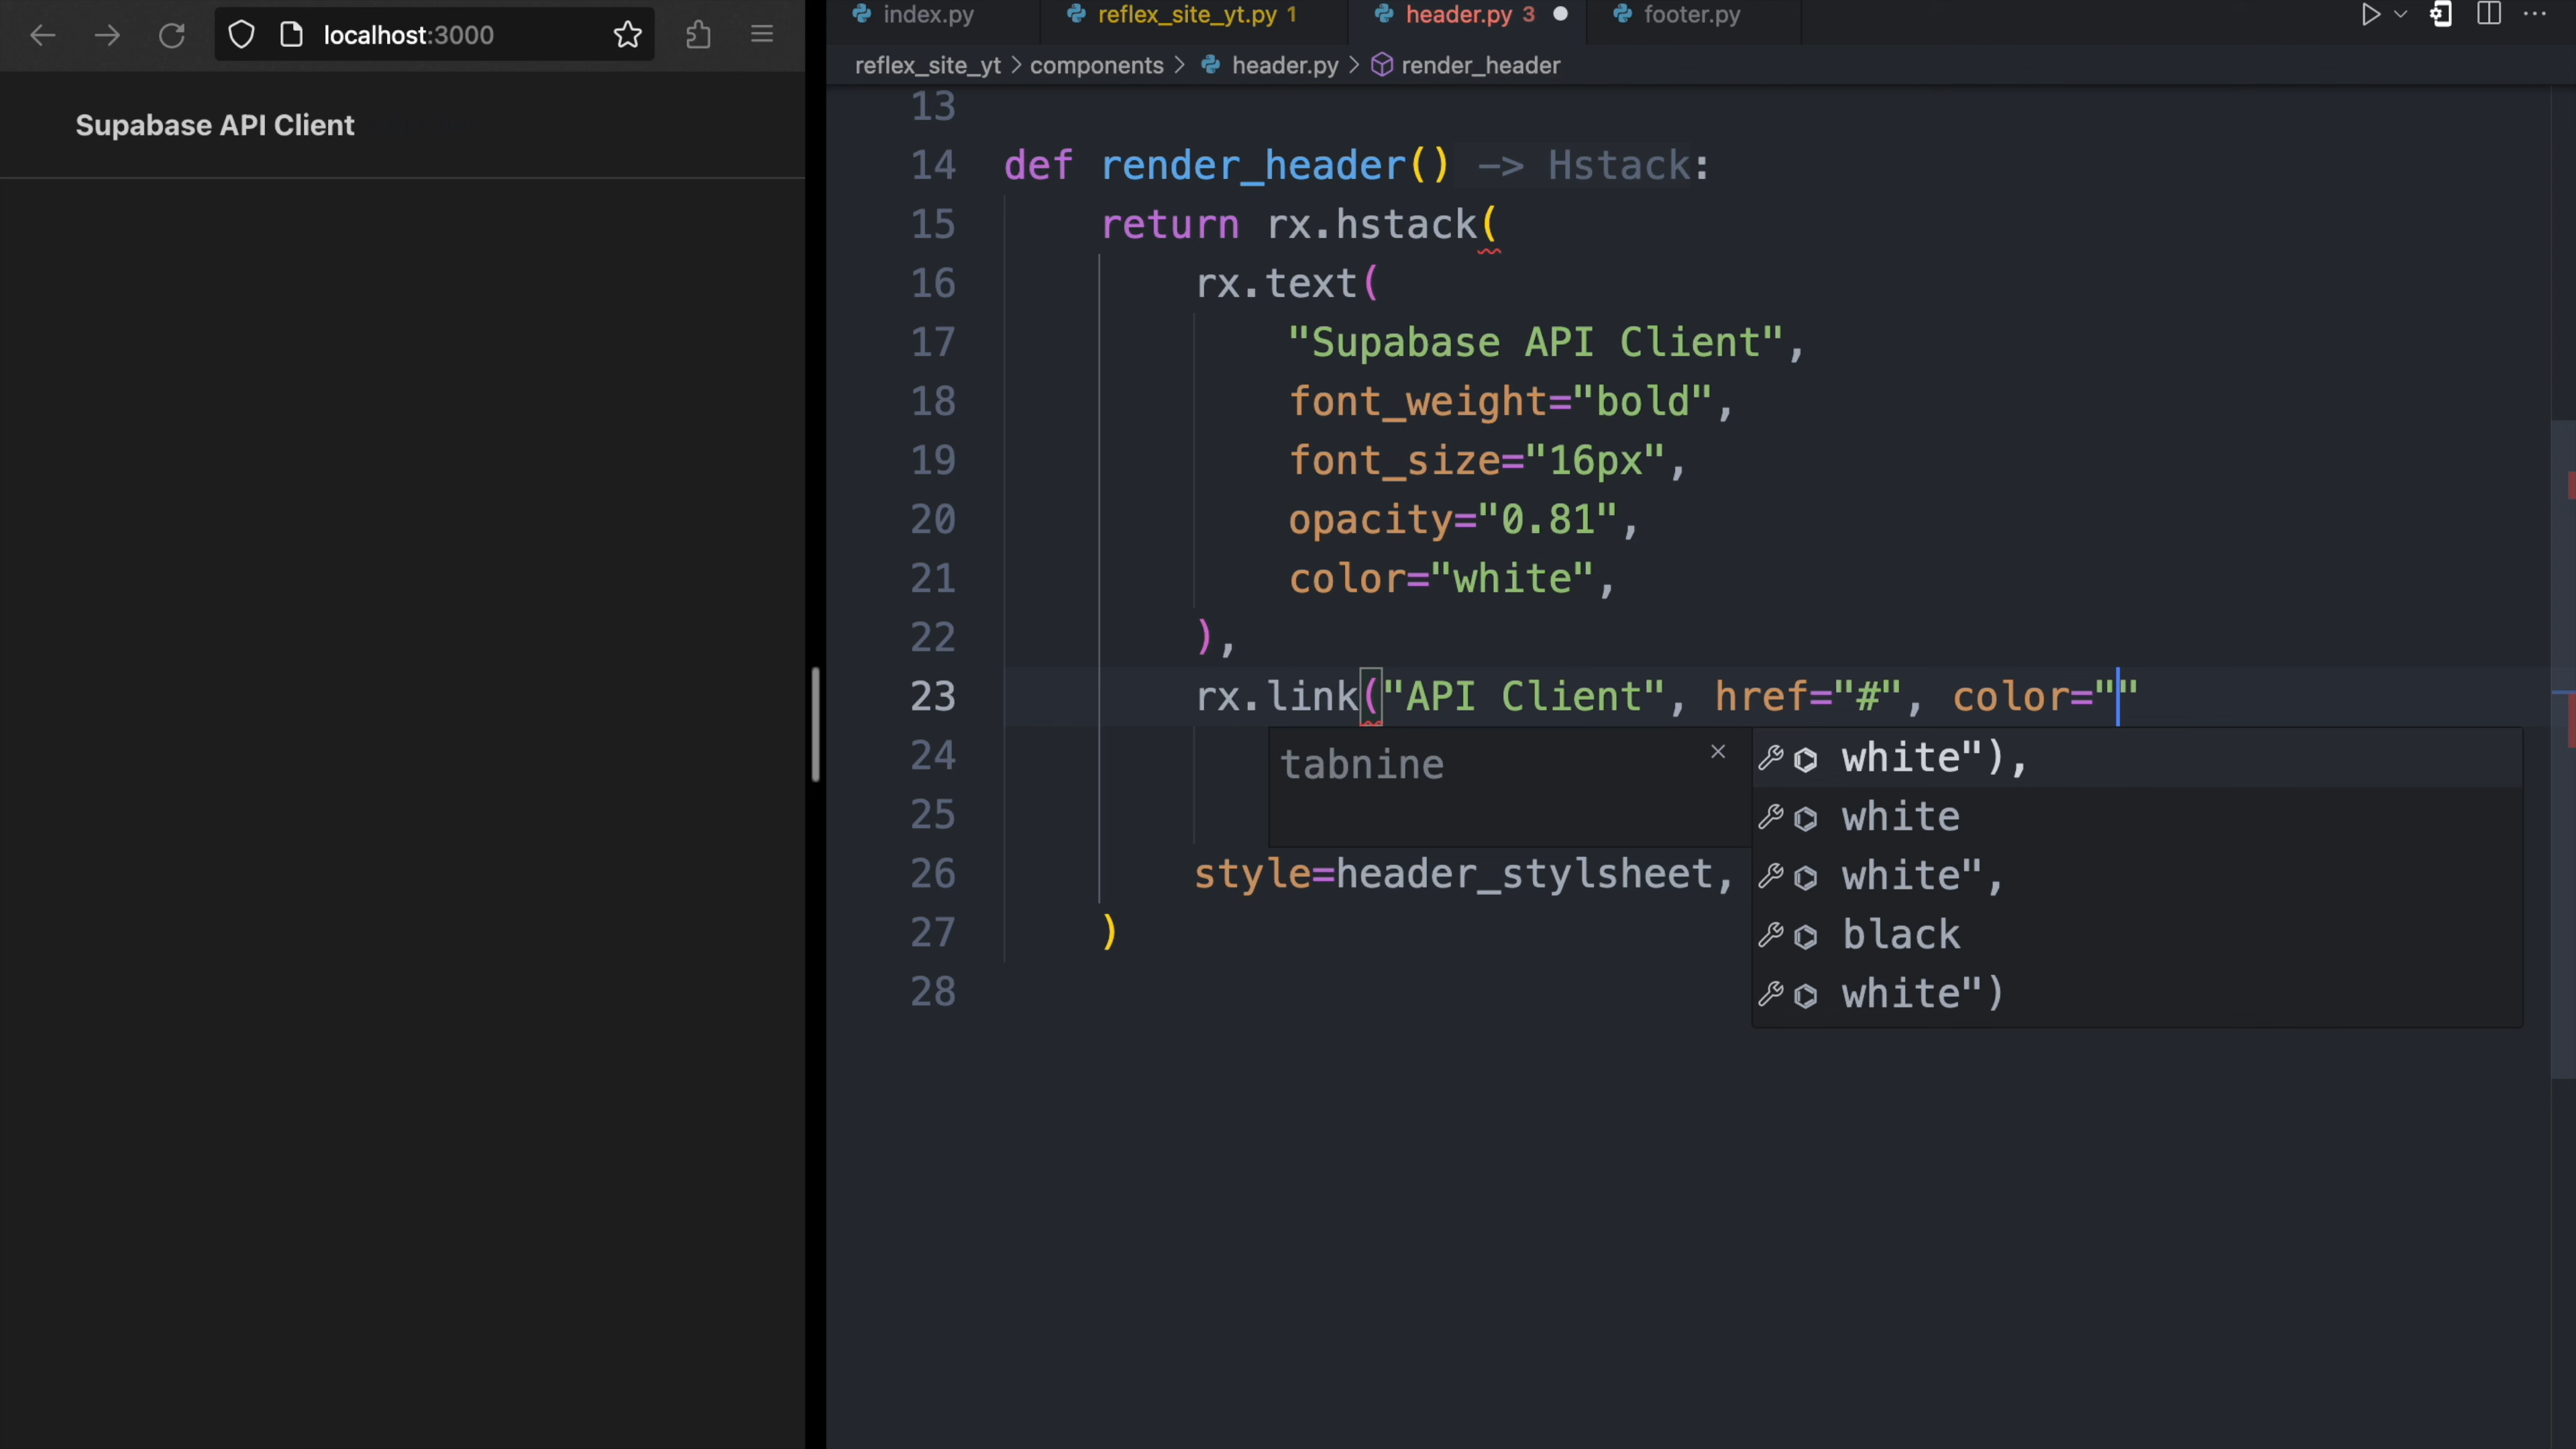 localhost:3000
Supabase API Client
index.py
reflex_site_yt.py 1
header.py 3
footer.py
reflex_site_yt > components > header.py > render_header
13
14 def render_header() -> Hstack:
15 return rx.hstack(
16 rx.text(
17 "Supabase API Client",
18 font_weight="bold",
19 font_size="16px",
20 opacity="0.81",
21 color="white",
22 ),
23 rx.link("API Client", href="#", color=""
24
25
26 style=header_stylsheet,
27 )
28
tabnine
white"),
white
white",
black
white")